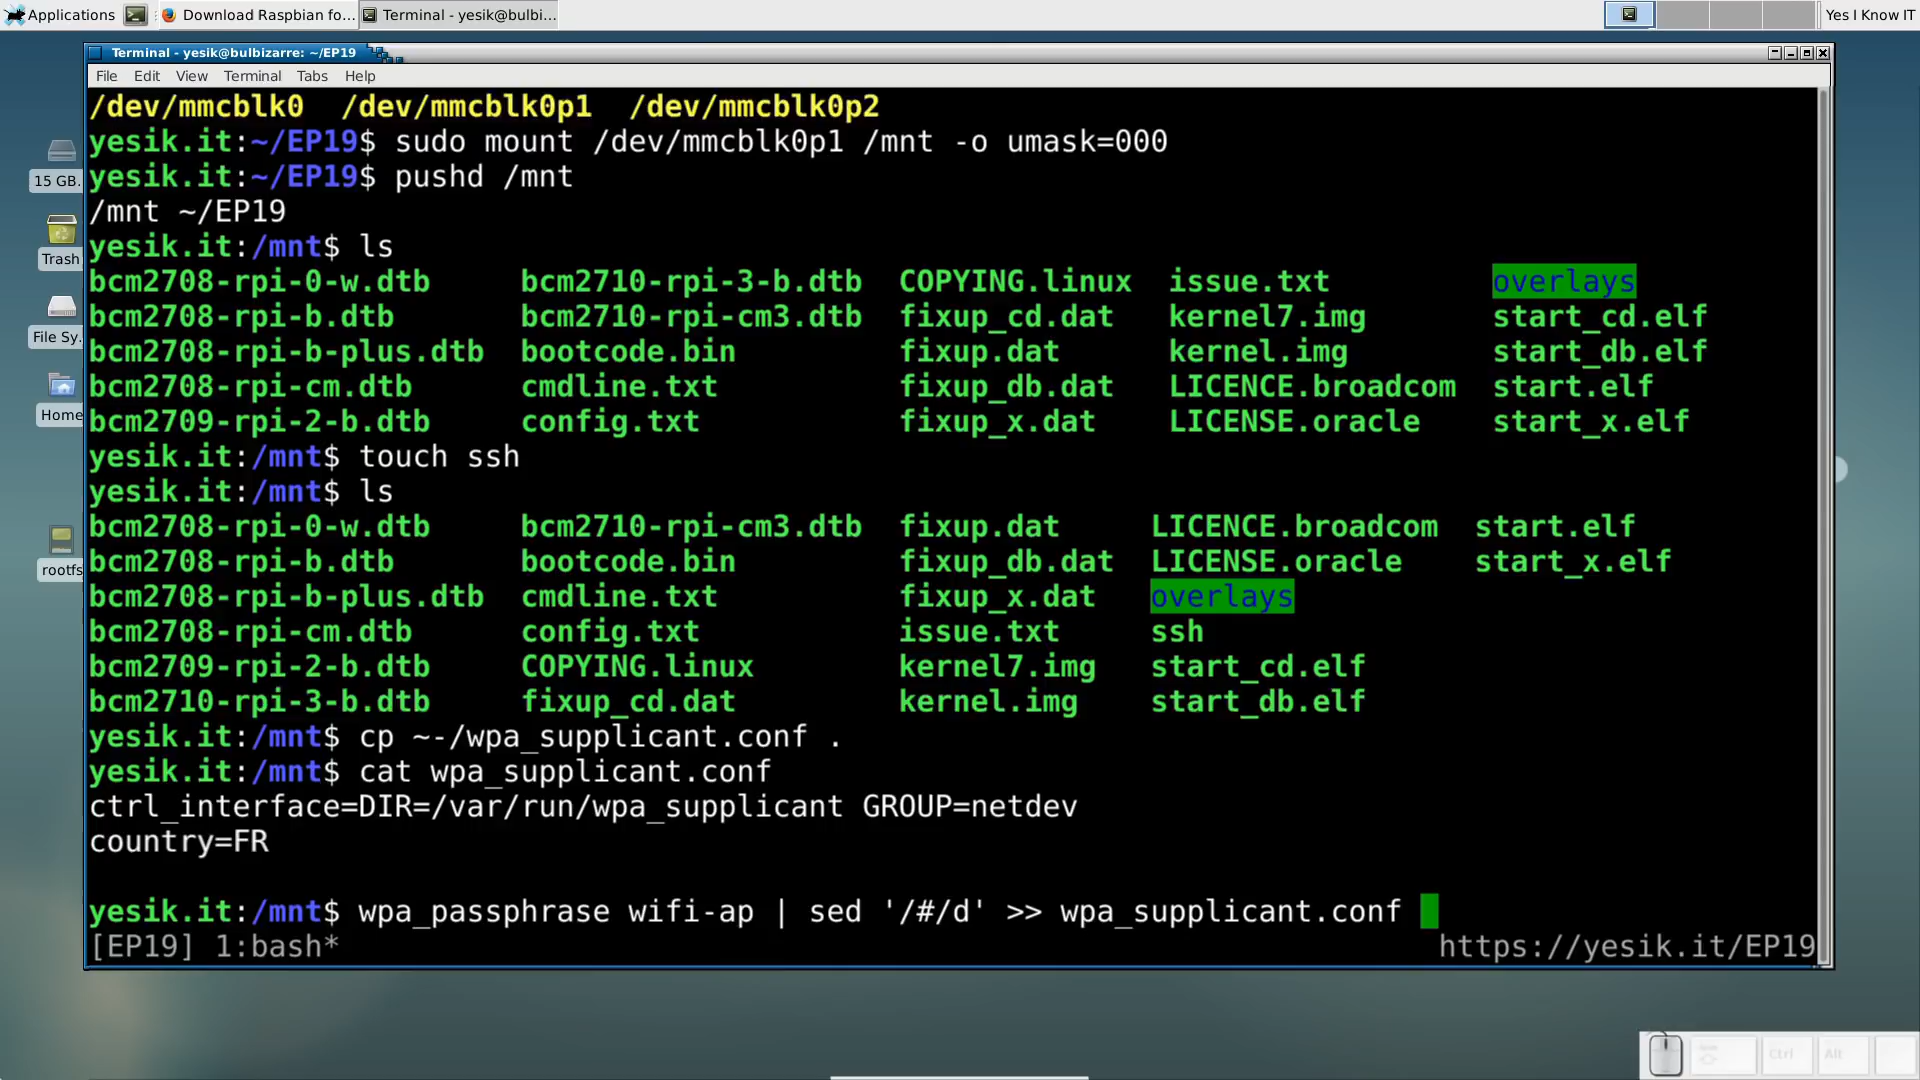 Applications Download Raspbian fo... Terminal - yesik@bulbi... Yes I Know IT
Terminal - yesik@bulbizarre: ~/EP19
File Edit View Terminal Tabs Help
/dev/mmcblk0 /dev/mmcblk0p1 /dev/mmcblk0p2
yesik.it:~/EP19$ sudo mount /dev/mmcblk0p1 /mnt -o umask=000
yesik.it:~/EP19$ pushd /mnt
/mnt ~/EP19
yesik.it:/mnt$ ls
bcm2708-rpi-0-w.dtb bcm2710-rpi-3-b.dtb COPYING.linux issue.txt overlays
bcm2708-rpi-b.dtb bcm2710-rpi-cm3.dtb fixup_cd.dat kernel7.img start_cd.elf
bcm2708-rpi-b-plus.dtb bootcode.bin fixup.dat kernel.img start_db.elf
bcm2708-rpi-cm.dtb cmdline.txt fixup_db.dat LICENCE.broadcom start.elf
bcm2709-rpi-2-b.dtb config.txt fixup_x.dat LICENSE.oracle start_x.elf
yesik.it:/mnt$ touch ssh
yesik.it:/mnt$ ls
bcm2708-rpi-0-w.dtb bcm2710-rpi-cm3.dtb fixup.dat LICENCE.broadcom start.elf
bcm2708-rpi-b.dtb bootcode.bin fixup_db.dat LICENSE.oracle start_x.elf
bcm2708-rpi-b-plus.dtb cmdline.txt fixup_x.dat overlays
bcm2708-rpi-cm.dtb config.txt issue.txt ssh
bcm2709-rpi-2-b.dtb COPYING.linux kernel7.img start_cd.elf
bcm2710-rpi-3-b.dtb fixup_cd.dat kernel.img start_db.elf
yesik.it:/mnt$ cp ~-/wpa_supplicant.conf .
yesik.it:/mnt$ cat wpa_supplicant.conf
ctrl_interface=DIR=/var/run/wpa_supplicant GROUP=netdev
country=FR
yesik.it:/mnt$ wpa_passphrase wifi-ap | sed '/#/d' >> wpa_supplicant.conf
[EP19] 1:bash* https://yesik.it/EP19
15 GB.
Trash
File Sy.
Home
rootfs
Ctrl Alt